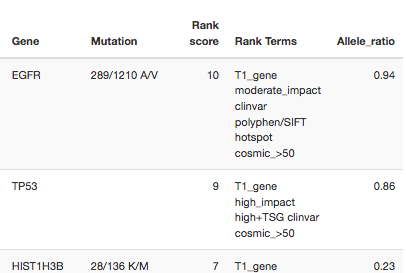 Gene Mutation Rank score Rank Terms Allele_ratio
EGFR 289/1210 A/V 10 T1_gene 0.94
moderate_impact
clinvar
polyphen/SIFT
hotspot
cosmic_>50
TP53 9 T1_gene 0.86
high_impact
high+TSG clinvar
cosmic_>50
HIST1H3B 28/136 K/M 7 T1_gene 0.23